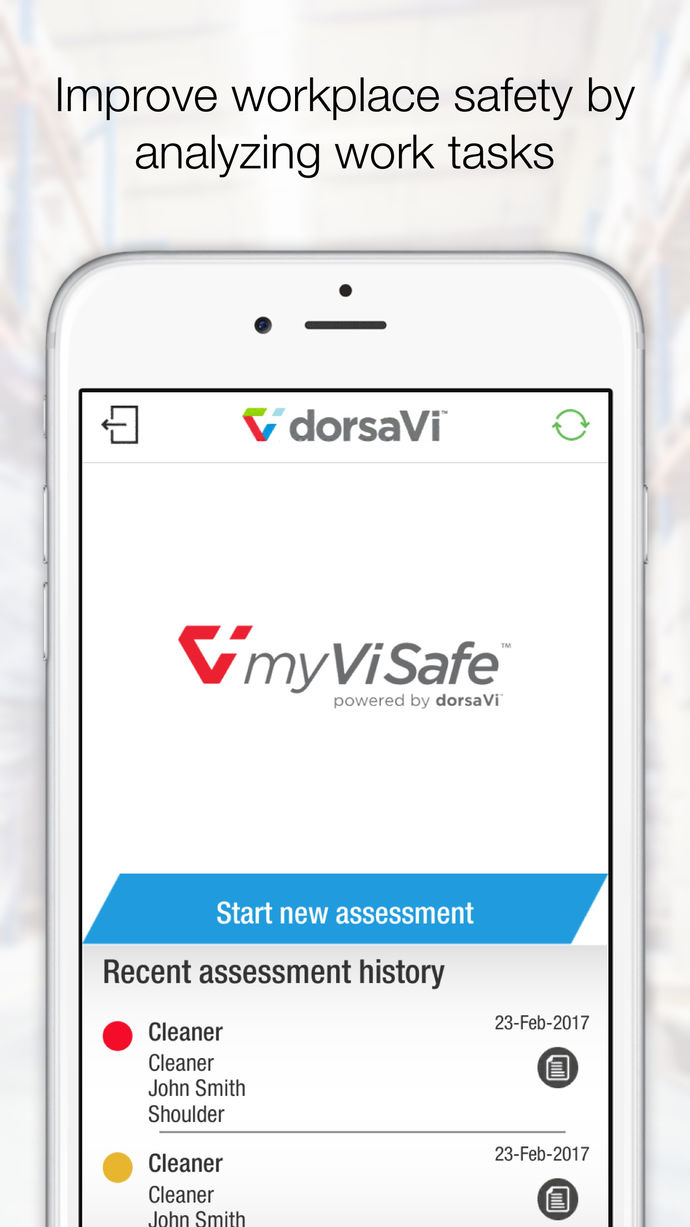 Improve workplace safety by
analyzing work tasks
dorsaVi™
myViSafe™
powered by dorsaVi™
Start new assessment
Recent assessment history
Cleaner
23-Feb-2017
Cleaner
John Smith
Shoulder
Cleaner
23-Feb-2017
Cleaner
John Smith